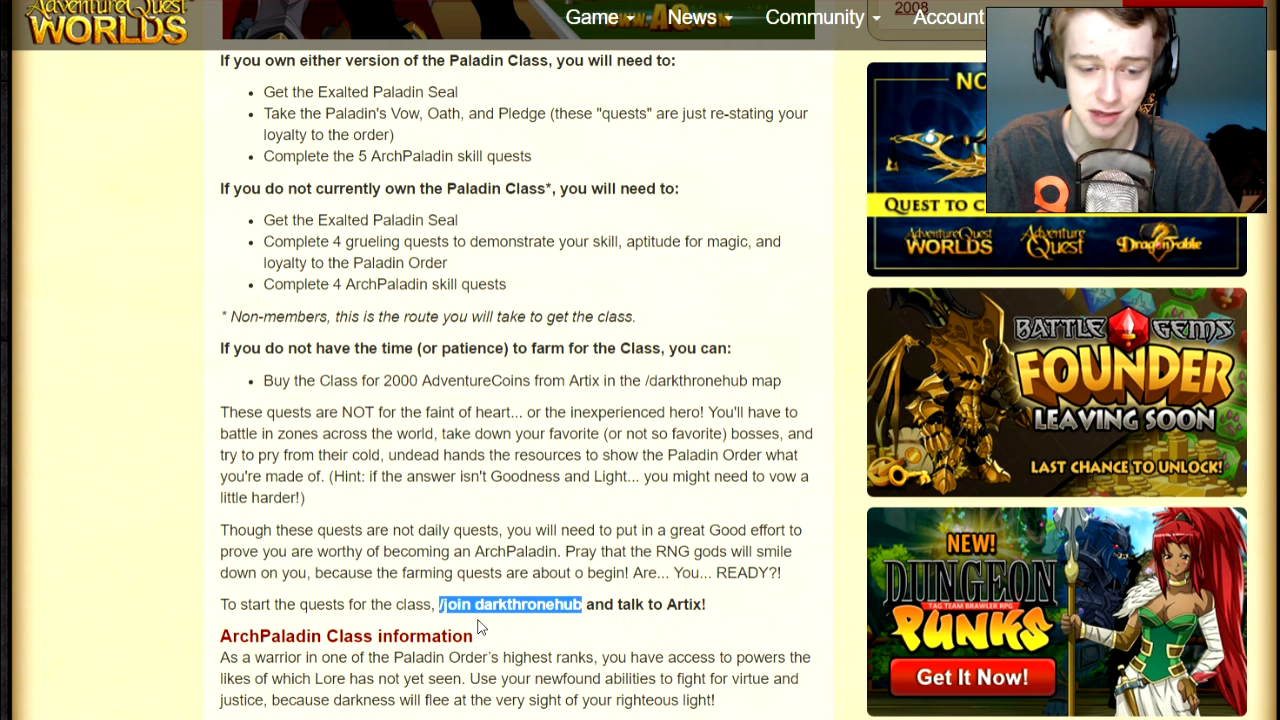 AdventureQuest
WORLDS
Game
News
Community
Account
2008
WWW.AQ.COM
If you own either version of the Paladin Class, you will need to:
Get the Exalted Paladin Seal
Take the Paladin's Vow, Oath, and Pledge (these "quests" are just re-stating your
loyalty to the order)
Complete the 5 ArchPaladin skill quests
If you do not currently own the Paladin Class*, you will need to:
Get the Exalted Paladin Seal
Complete 4 grueling quests to demonstrate your skill, aptitude for magic, and
loyalty to the Paladin Order
Complete 4 ArchPaladin skill quests
* Non-members, this is the route you will take to get the class.
If you do not have the time (or patience) to farm for the Class, you can:
Buy the Class for 2000 AdventureCoins from Artix in the /darkthronehub map
These quests are NOT for the faint of heart... or the inexperienced hero! You'll have to
battle in zones across the world, take down your favorite (or not so favorite) bosses, and
try to pry from their cold, undead hands the resources to show the Paladin Order what
you're made of. (Hint: if the answer isn't Goodness and Light... you might need to vow a
little harder!)
Though these quests are not daily quests, you will need to put in a great Good effort to
prove you are worthy of becoming an ArchPaladin. Pray that the RNG gods will smile
down on you, because the farming quests are about o begin! Are... You... READY?!
To start the quests for the class, /join darkthronehub and talk to Artix!
ArchPaladin Class information
As a warrior in one of the Paladin Order's highest ranks, you have access to powers the
likes of which Lore has not yet seen. Use your newfound abilities to fight for virtue and
justice, because darkness will flee at the very sight of your righteous light!
NO
QUEST TO C
AdventureQuest
WORLDS
AdventureQuest
DragonFable
BATTLE GEMS
FOUNDER
LEAVING SOON
LAST CHANCE TO UNLOCK!
NEW!
DUNGEON
TAG TEAM BRAWLER RPG
PUNKS
Get It Now!